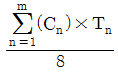 m
∑(Cₙ)×Tₙ
n=1
8